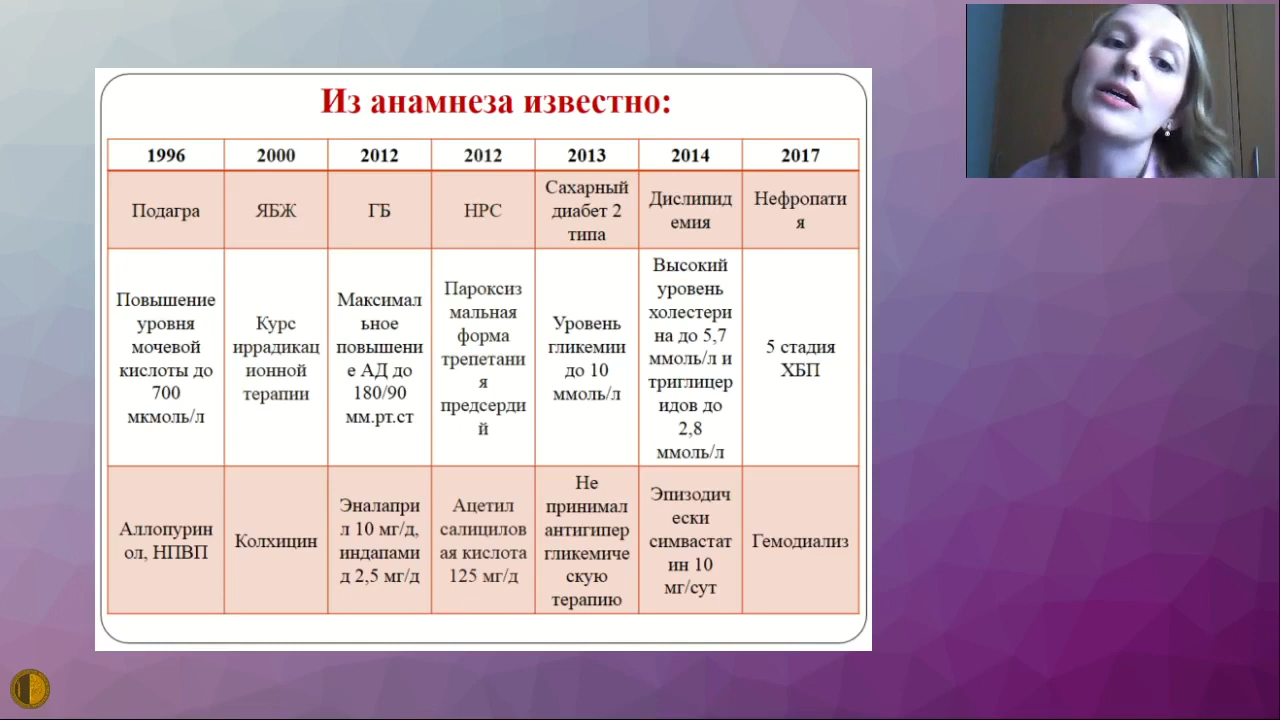 Из анамнеза известно:
1996 2000 2012 2012 2013 2014 2017
Подагра
ЯБЖ
ГБ
НРС
Сахарный
диабет 2
типа
Дислипид
емия
Нефропати
я
Повышение
уровня
мочевой
кислоты до
700
мкмоль/л
Курс
иррадикац
ионной
терапии
Максимал
ьное
повышени
е АД до
180/90
мм.рт.ст
Пароксиз
мальная
форма
трепетани
я
предсерди
й
Уровень
гликемии
до 10
ммоль/л
Высокий
уровень
холестери
на до 5,7
ммоль/л и
триглицер
идов до
2,8
ммоль/л
5 стадия
ХБП
Аллопурин
ол, НПВП
Колхицин
Эналапри
л 10 мг/д,
индапами
д 2,5 мг/д
Ацетил
салицилов
ая кислота
125 мг/д
Не
принимал
антигипер
гликемиче
скую
терапию
Эпизодич
ески
симвастат
ин 10
мг/сут
Гемодиализ